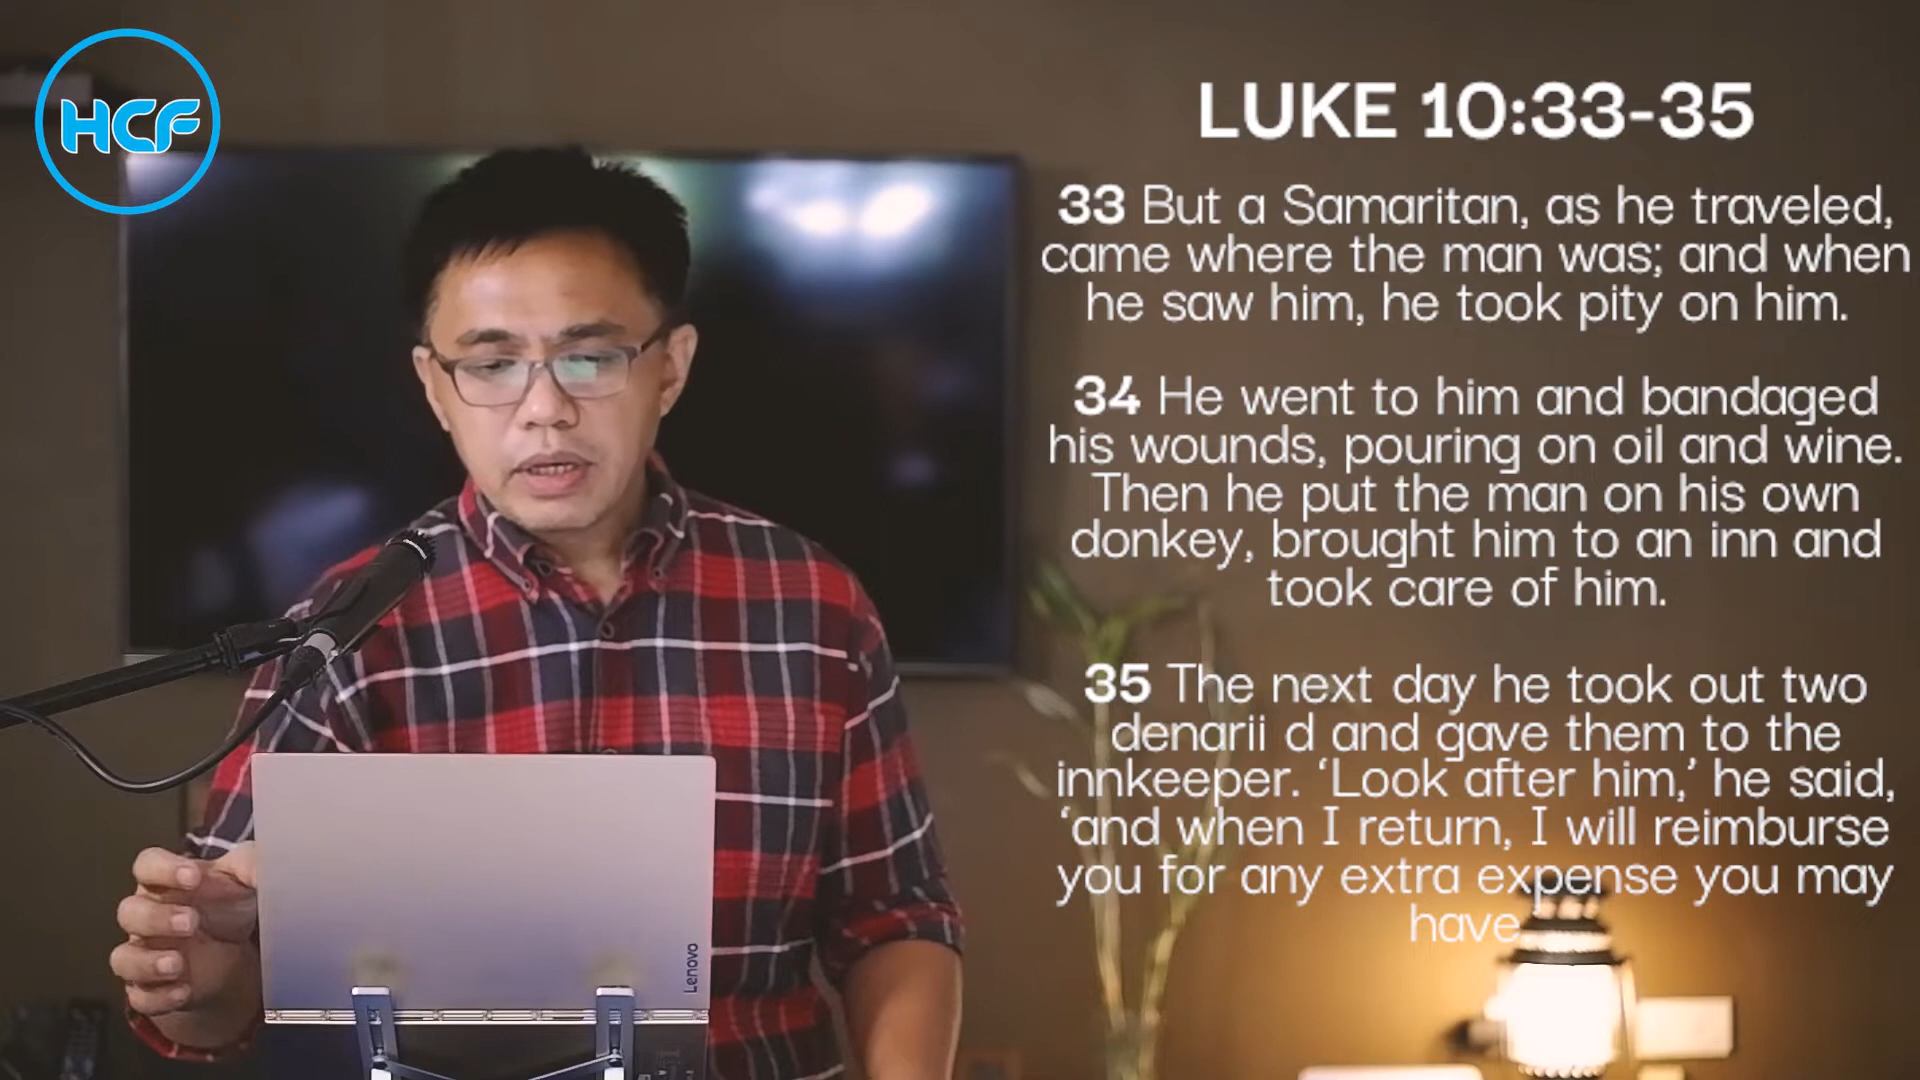 HCF
LUKE 10:33-35
33 But a Samaritan, as he traveled,
came where the man was; and when
he saw him, he took pity on him.
34 He went to him and bandaged
his wounds, pouring on oil and wine.
Then he put the man on his own
donkey, brought him to an inn and
took care of him.
35 The next day he took out two
denarii d and gave them to the
innkeeper. ‘Look after him,’ he said,
‘and when I return, I will reimburse
you for any extra expense you may
have.’
Lenovo